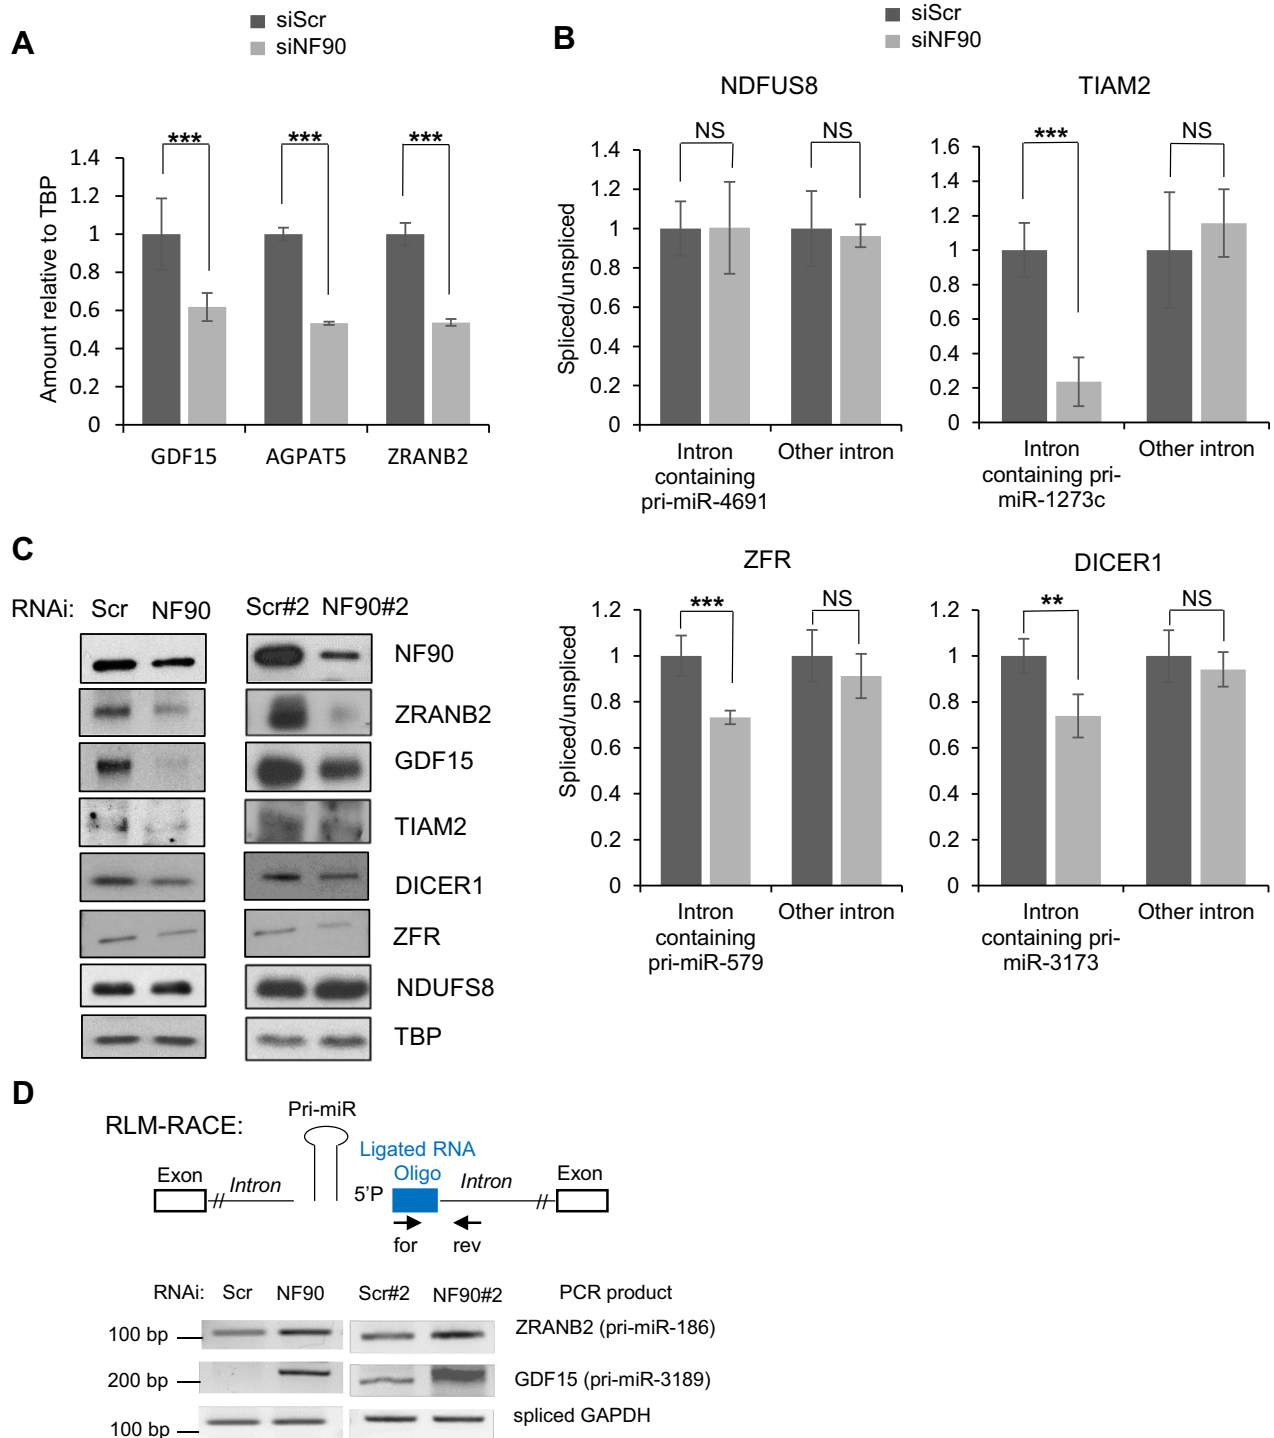 A
siScr
siNF90
Amount relative to TBP
1.4
1.2
1
0.8
0.6
0.4
0.2
0
***
***
***
GDF15 AGPAT5 ZRANB2
B
siScr
siNF90
NDFUS8
Spliced/unspliced
1.4
1.2
1
0.8
0.6
0.4
0.2
0
NS
NS
Intron
containing
pri-miR-4691
Other intron
TIAM2
1.6
1.4
1.2
1
0.8
0.6
0.4
0.2
0
***
NS
Intron
containing pri-
miR-1273c
Other intron
ZFR
Spliced/unspliced
1.2
1
0.8
0.6
0.4
0.2
0
***
NS
Intron
containing
pri-miR-579
Other intron
DICER1
1.2
1
0.8
0.6
0.4
0.2
0
**
NS
Intron
containing pri-
miR-3173
Other intron
C
RNAi: Scr NF90 Scr#2 NF90#2
NF90
ZRANB2
GDF15
TIAM2
DICER1
ZFR
NDUFS8
TBP
D
RLM-RACE:
Pri-miR
Ligated RNA
Oligo
Exon
Intron
5'P
Intron
Exon
for
rev
RNAi: Scr NF90 Scr#2 NF90#2 PCR product
100 bp
ZRANB2 (pri-miR-186)
200 bp
GDF15 (pri-miR-3189)
100 bp
spliced GAPDH